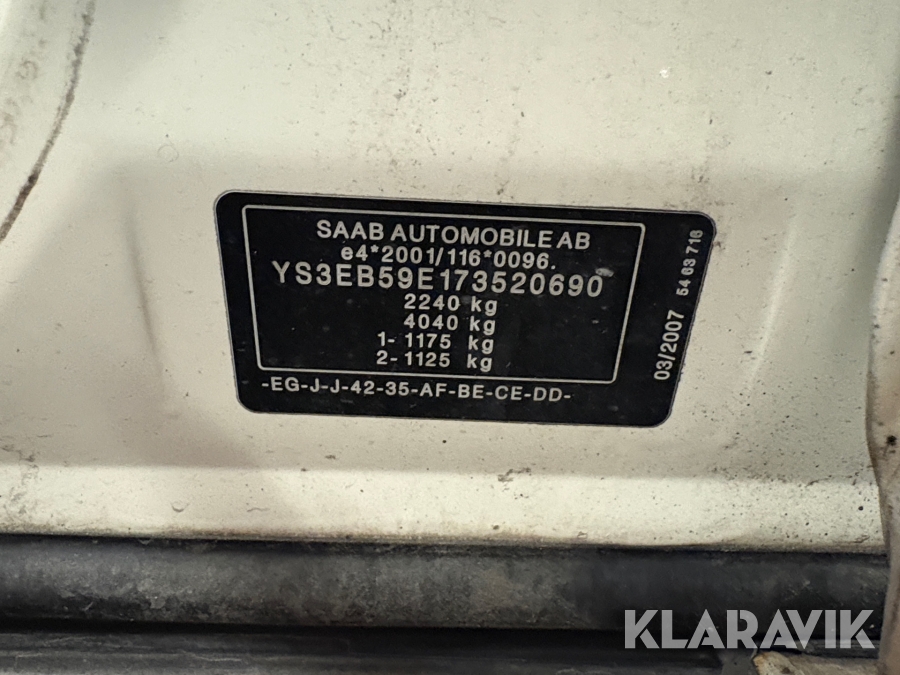 SAAB AUTOMOBILE AB
e4*2001/116*0096.
YS3EB59E173520690
2240 kg
4040 kg
1- 1175 kg
2- 1125 kg
-EG-J-J-42-35-AF-BE-CE-DD-
03/2007 54 63 716
KLARAVIK